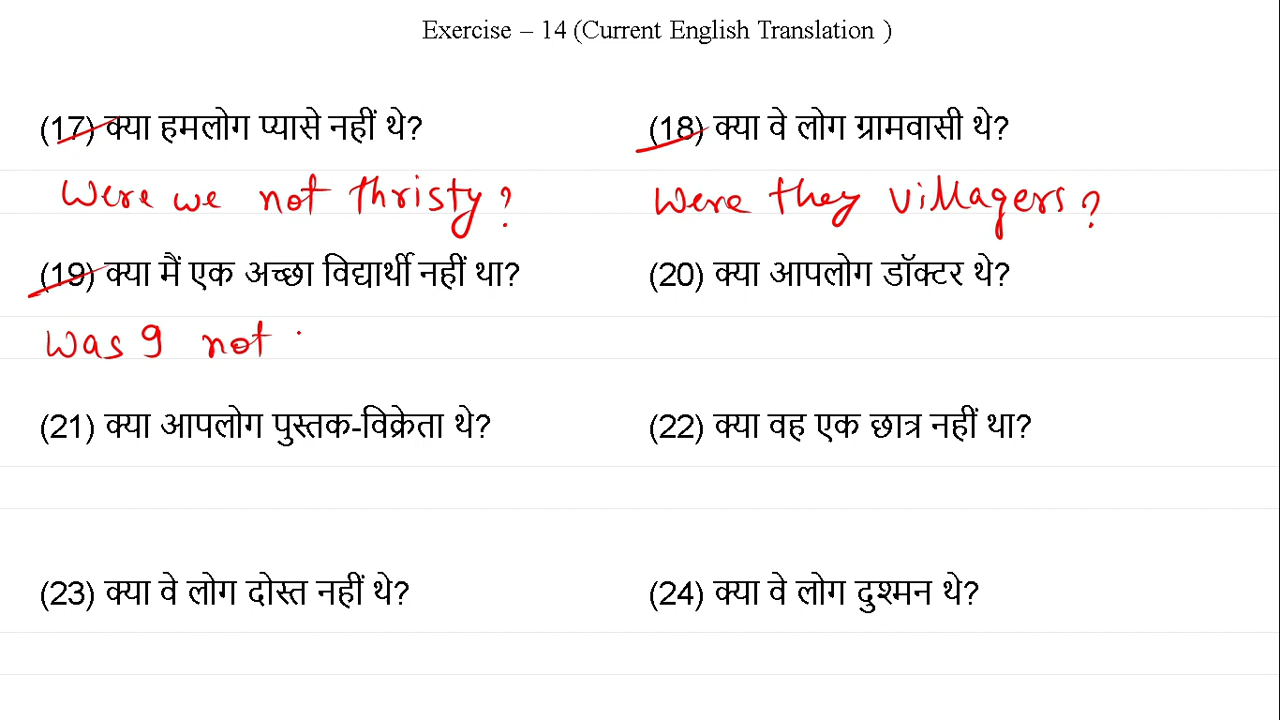 Exercise – 14 (Current English Translation )
(17) क्या हमलोग प्यासे नहीं थे?
(18) क्या वे लोग ग्रामवासी थे?
Were we not thristy?
Were they villagers?
(19) क्या मैं एक अच्छा विद्यार्थी नहीं था?
(20) क्या आपलोग डॉक्टर थे?
Was I not
(21) क्या आपलोग पुस्तक-विक्रेता थे?
(22) क्या वह एक छात्र नहीं था?
(23) क्या वे लोग दोस्त नहीं थे?
(24) क्या वे लोग दुश्मन थे?